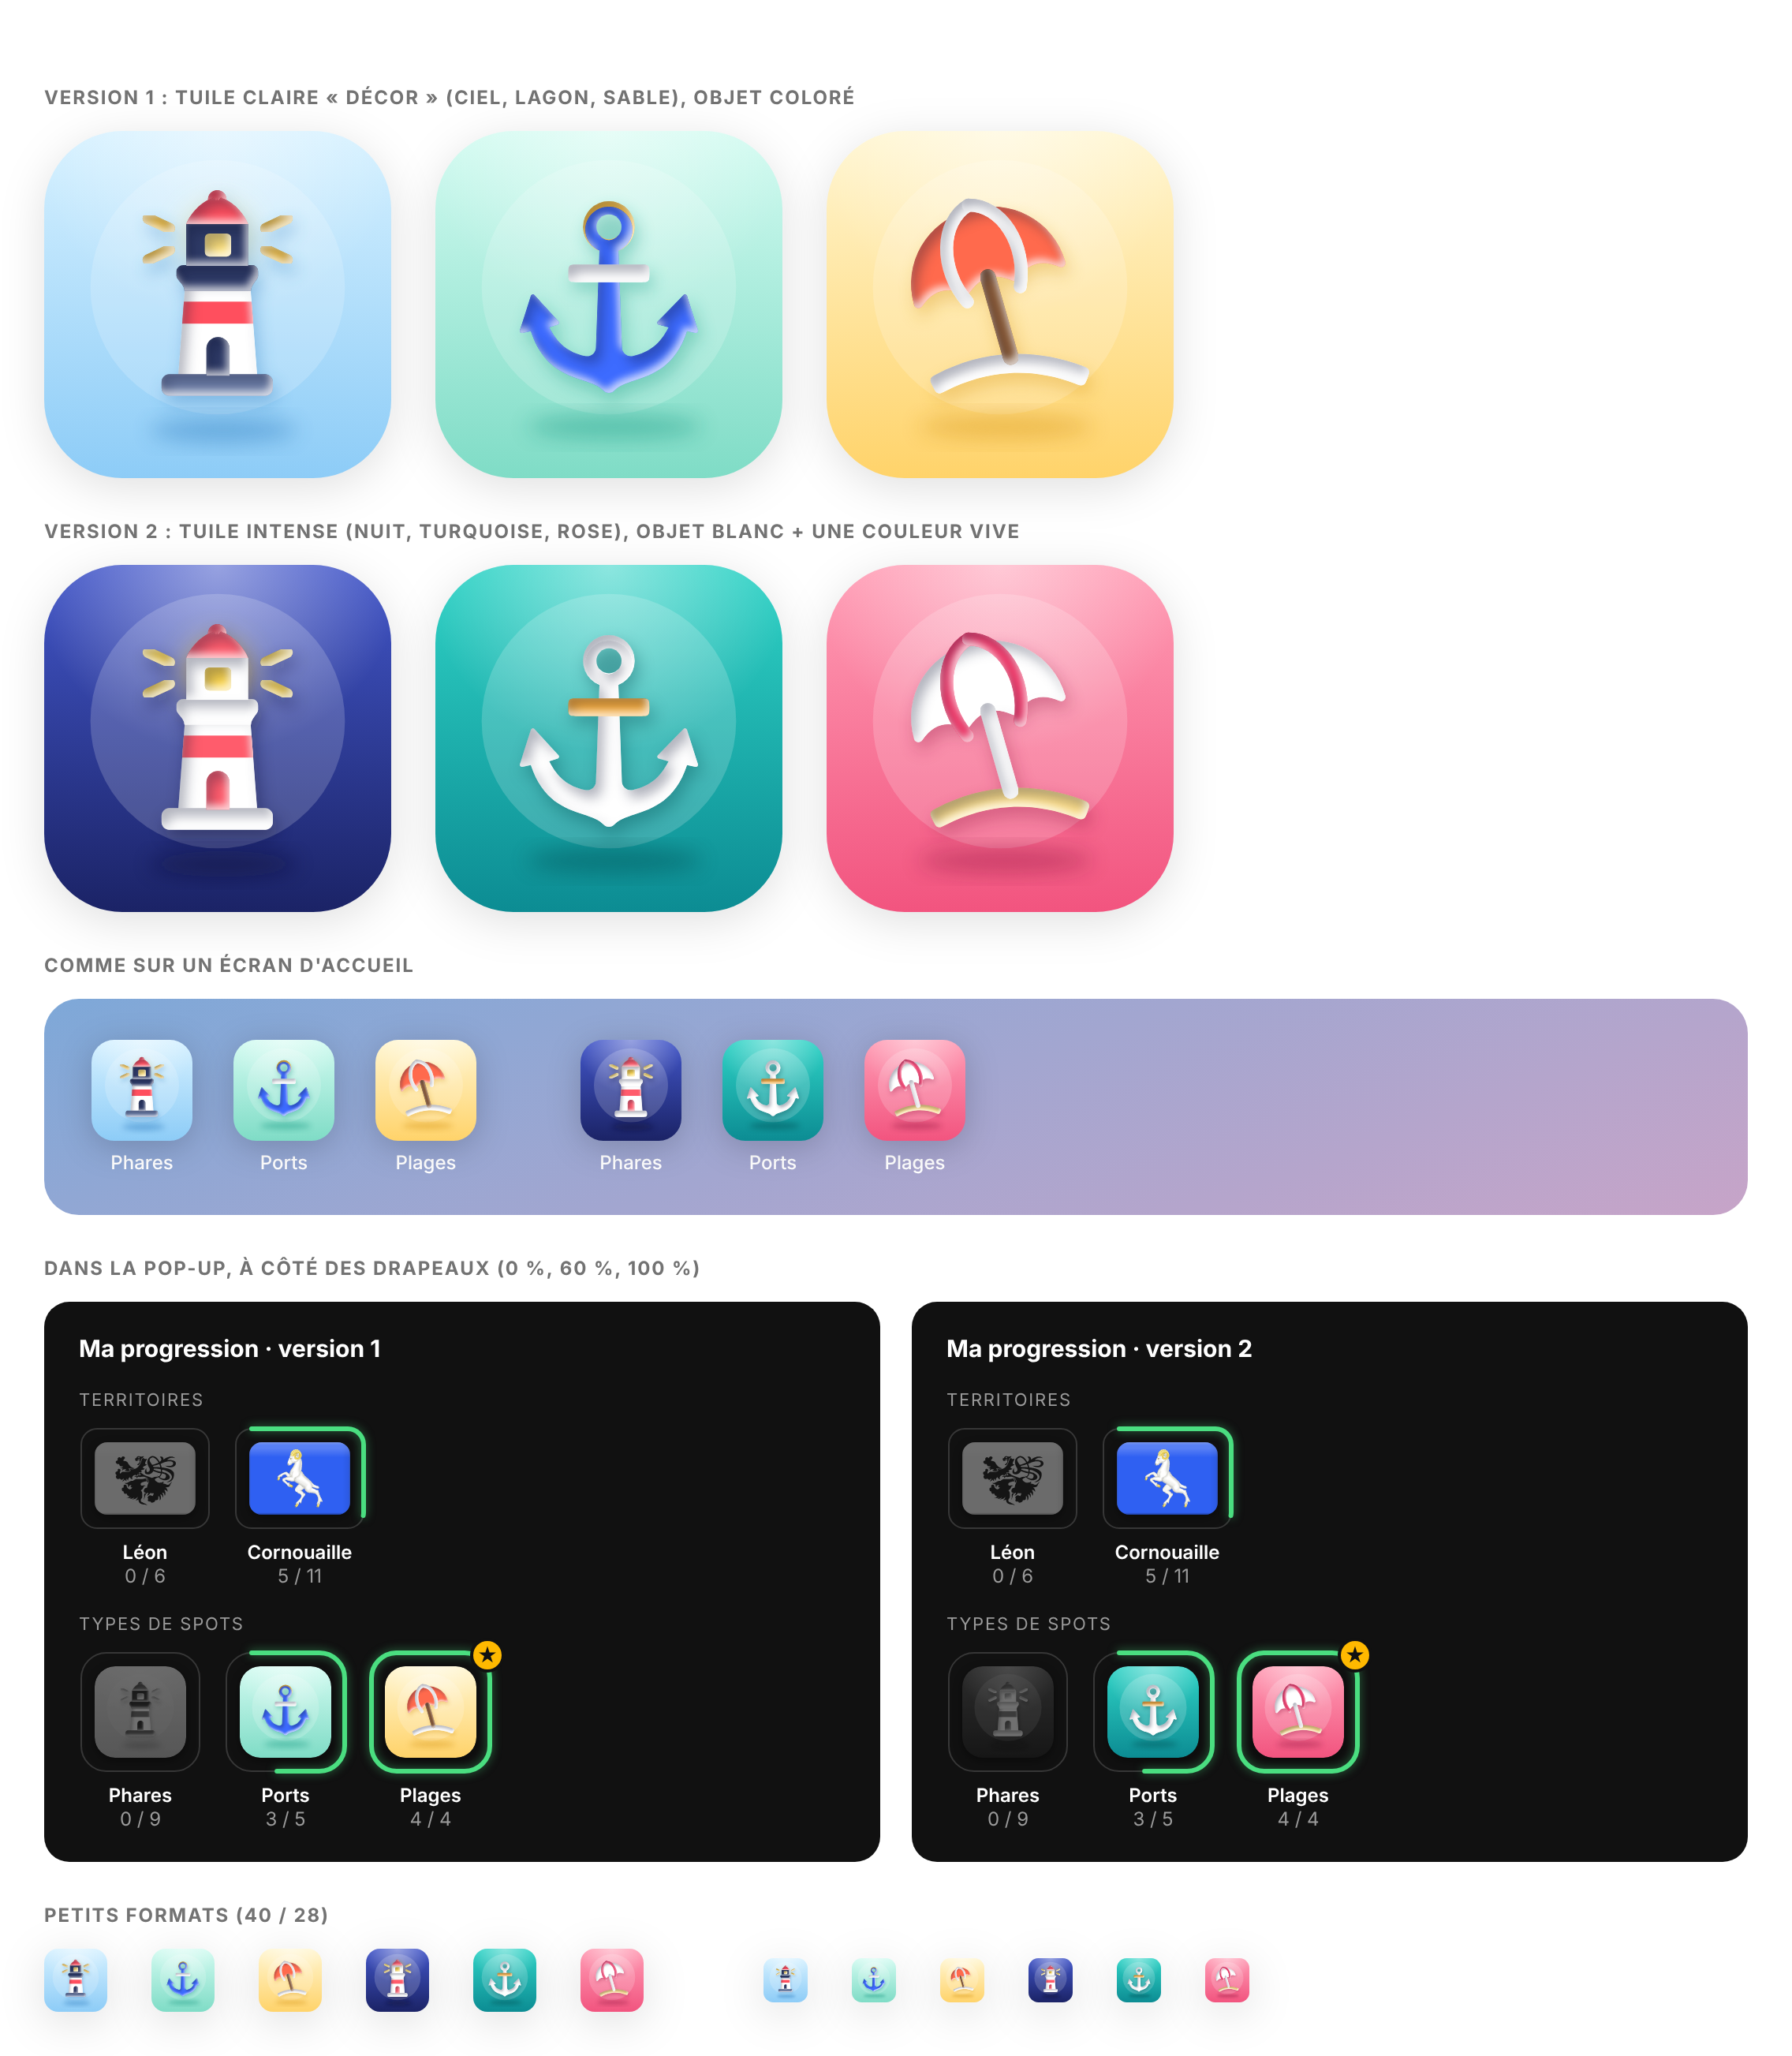 VERSION 1 : TUILE CLAIRE « DÉCOR » (CIEL, LAGON, SABLE), OBJET COLORÉ
VERSION 2 : TUILE INTENSE (NUIT, TURQUOISE, ROSE), OBJET BLANC + UNE COULEUR VIVE
COMME SUR UN ÉCRAN D'ACCUEIL
Phares Ports Plages Phares Ports Plages
DANS LA POP-UP, À CÔTÉ DES DRAPEAUX (0 %, 60 %, 100 %)
Ma progression · version 1
TERRITOIRES
Léon Cornouaille
0 / 6 5 / 11
TYPES DE SPOTS
Phares Ports Plages
0 / 9 3 / 5 4 / 4
Ma progression · version 2
TERRITOIRES
Léon Cornouaille
0 / 6 5 / 11
TYPES DE SPOTS
Phares Ports Plages
0 / 9 3 / 5 4 / 4
PETITS FORMATS (40 / 28)